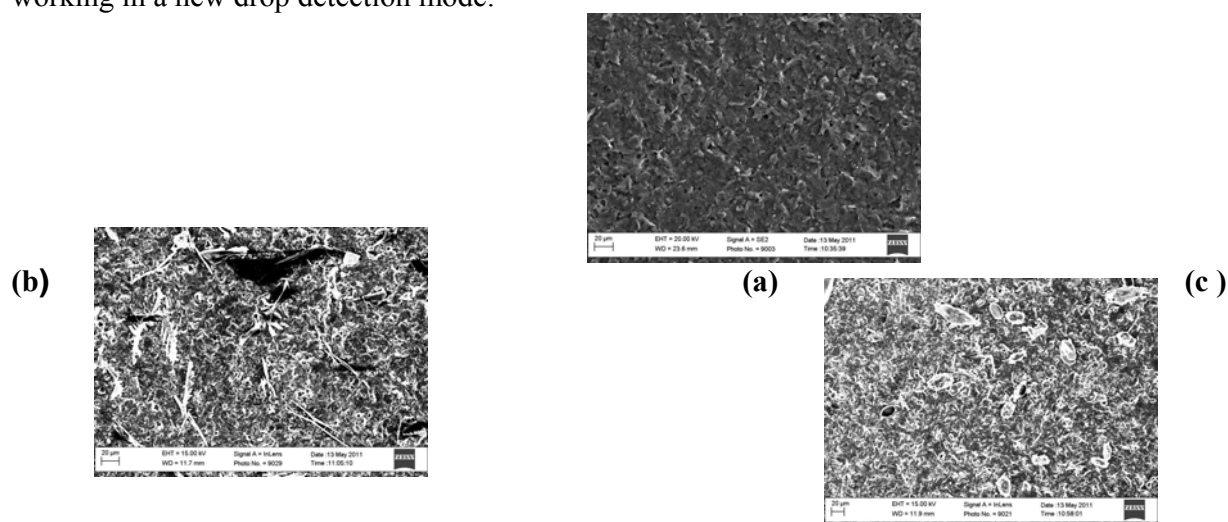 working in a new drop detection mode.
20 µm EHT = 20.00 kV Signal A = SE2 Date :13 May 2011
WD = 23.6 mm Photo No. = 9003 Time :10:35:39
ZEISS
(b) (a) (c )
20 µm EHT = 15.00 kV Signal A = InLens Date :13 May 2011
WD = 11.7 mm Photo No. = 9029 Time :11:05:10
ZEISS
20 µm EHT = 15.00 kV Signal A = InLens Date :13 May 2011
WD = 11.9 mm Photo No. = 9021 Time :10:58:01
ZEISS